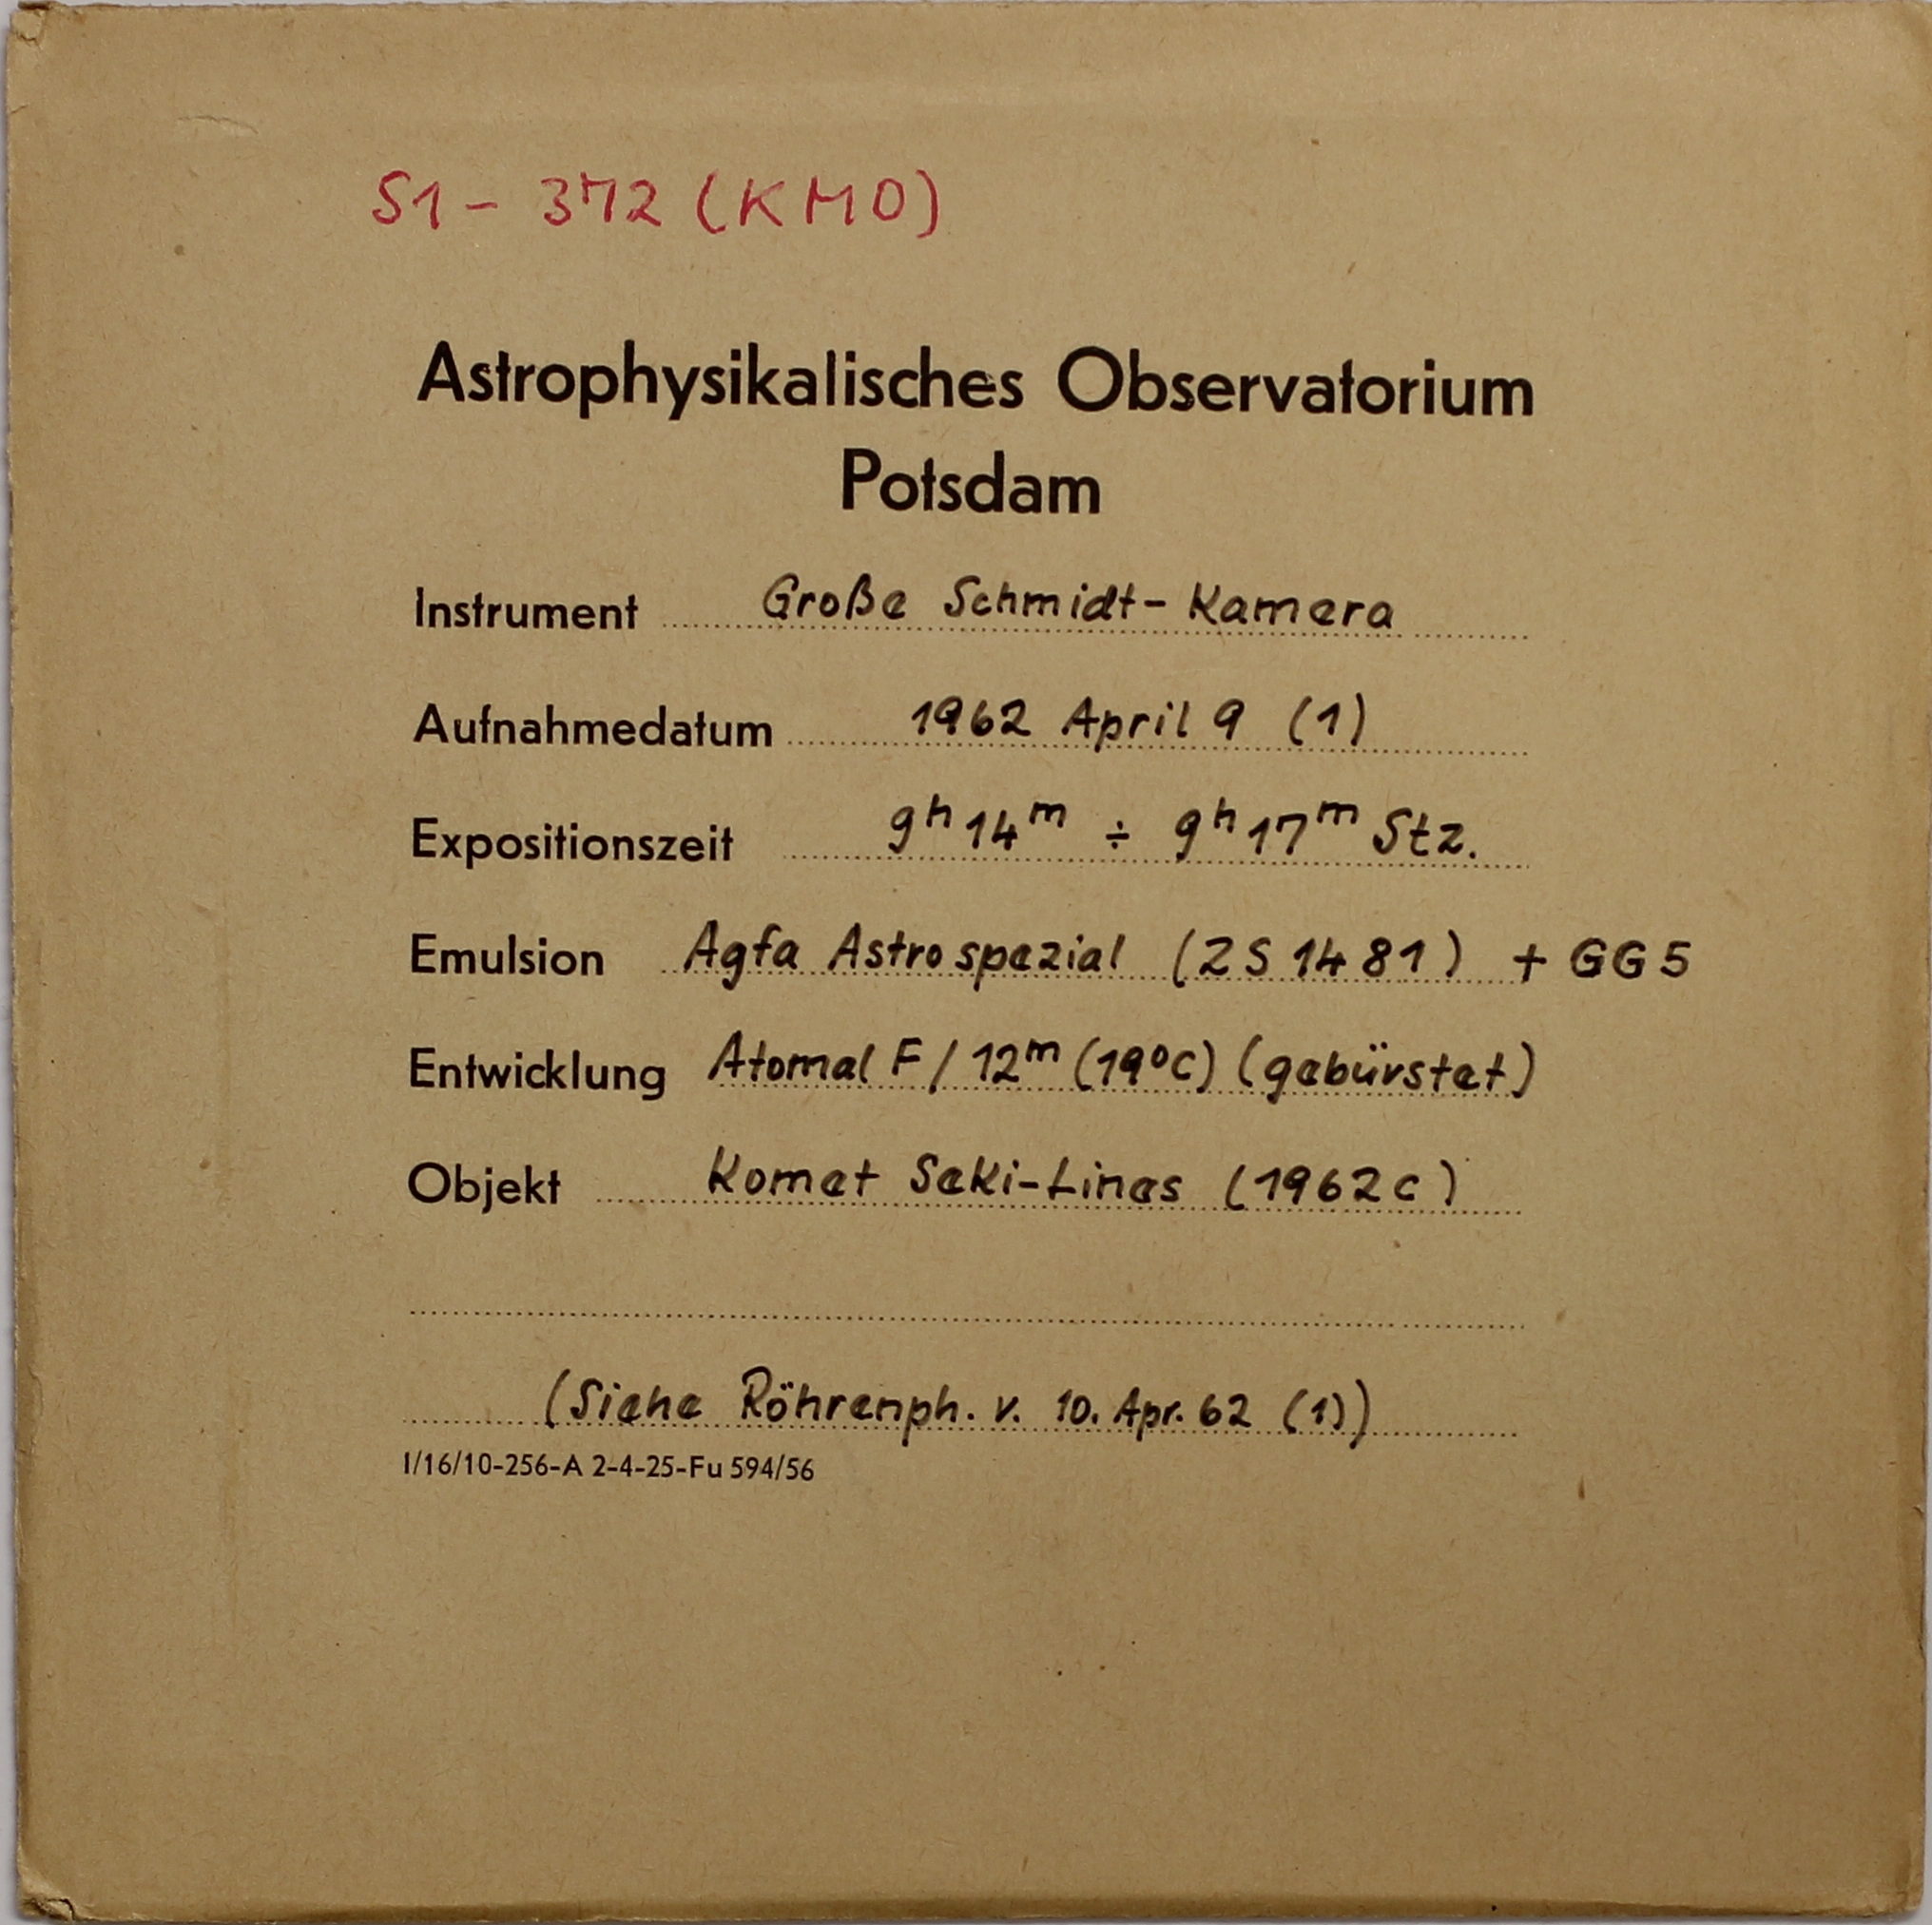 S1 - 372 (KMO)
Astrophysikalisches Observatorium
Potsdam
Instrument Große Schmidt-Kamera
Aufnahmedatum 1962 April 9 (1)
Expositionszeit 9h 14m ÷ 9h 17m Stz.
Emulsion Agfa Astrospezial (ZS 1481) + GG 5
Entwicklung Atomal F / 12m (19°C) (gebürstet)
Objekt Komet Seki-Lines (1962c)
(Siehe Röhrenph. v. 10. Apr. 62 (1))
I/16/10-256-A 2-4-25-Fu 594/56